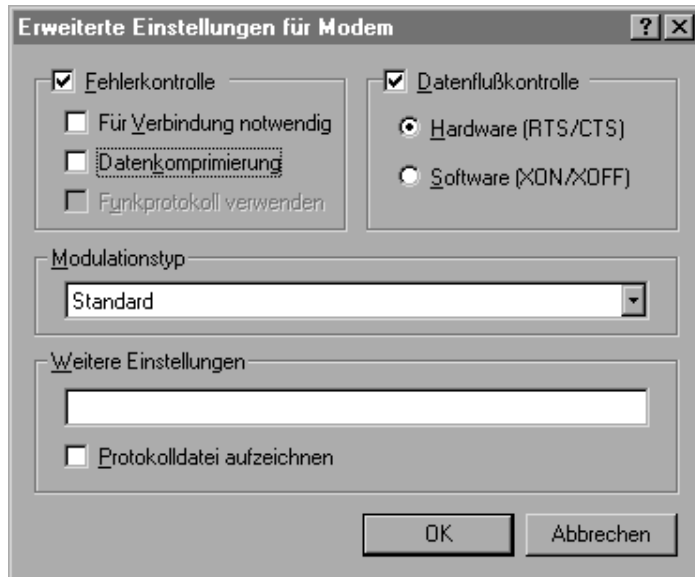 Erweiterte Einstellungen für Modem
Fehlerkontrolle
Für Verbindung notwendig
Datenkomprimierung
Funkprotokoll verwenden
Datenflußkontrolle
Hardware (RTS/CTS)
Software (XON/XOFF)
Modulationstyp
Standard
Weitere Einstellungen
Protokolldatei aufzeichnen
OK
Abbrechen